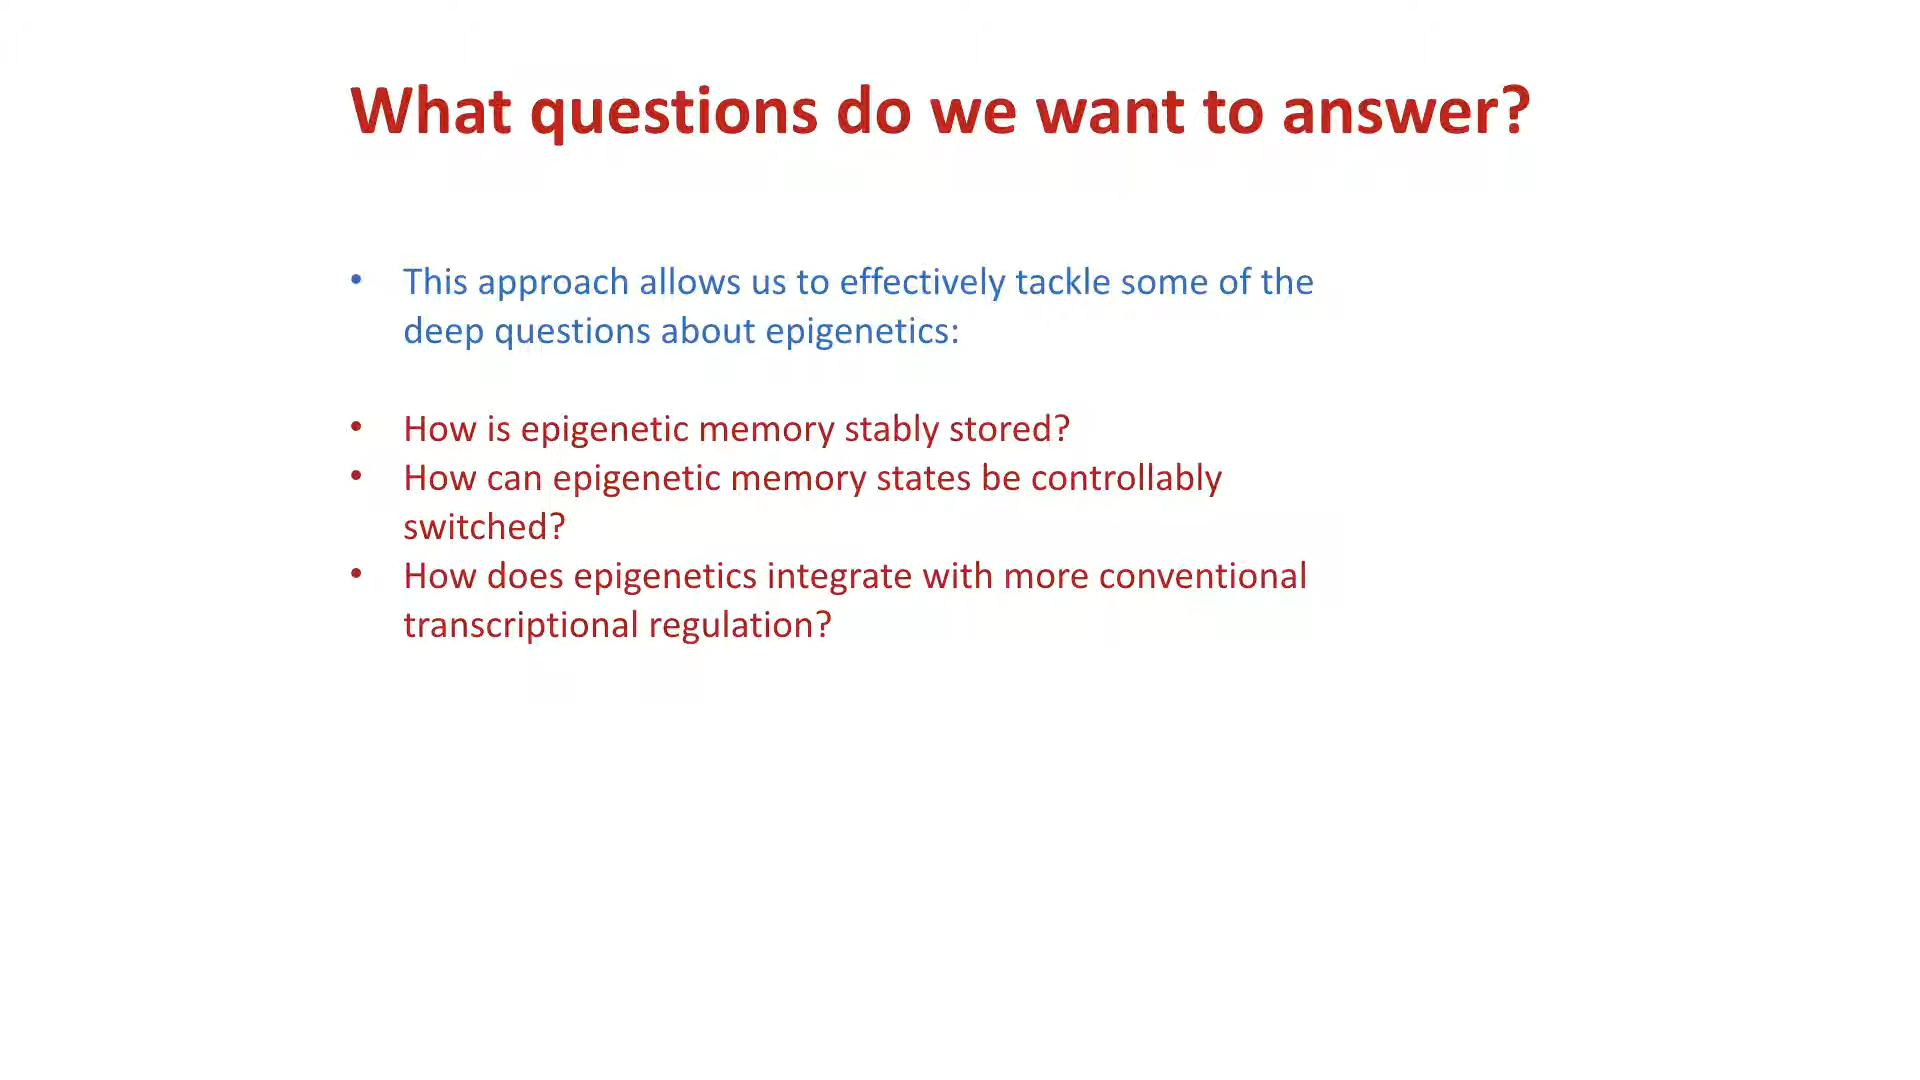 What questions do we want to answer?
• This approach allows us to effectively tackle some of the
deep questions about epigenetics:
• How is epigenetic memory stably stored?
• How can epigenetic memory states be controllably
switched?
• How does epigenetics integrate with more conventional
transcriptional regulation?